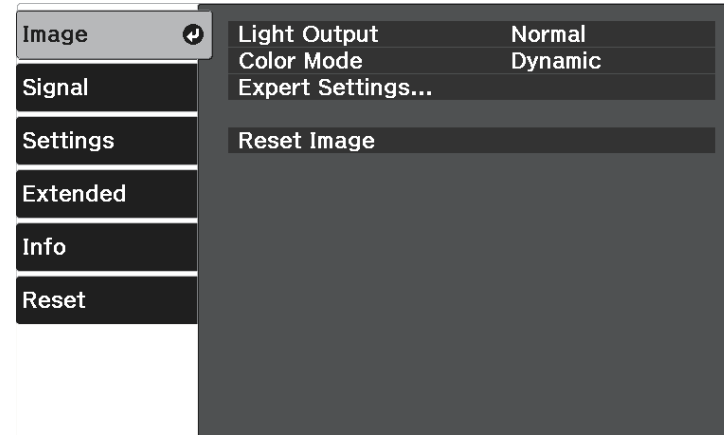 Image
Signal
Settings
Extended
Info
Reset
Light Output Normal
Color Mode Dynamic
Expert Settings...
Reset Image